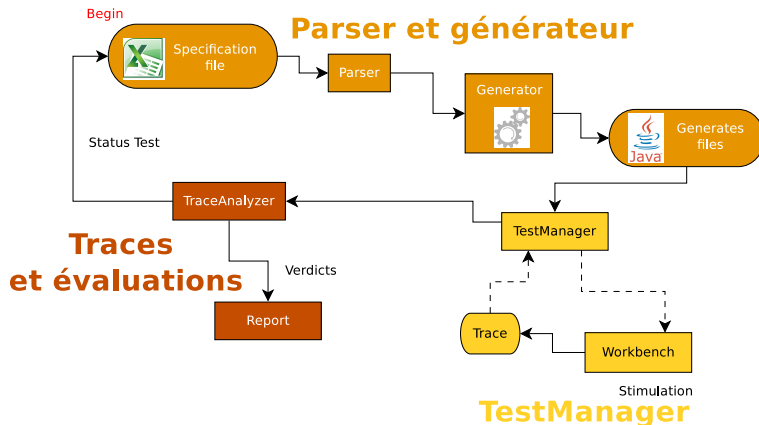 Begin
Parser et générateur
Specification
file
Parser
Generator
Generates
files
Java
Status Test
TraceAnalyzer
TestManager
Traces
et évaluations
Verdicts
Report
Trace
Workbench
Stimulation
TestManager